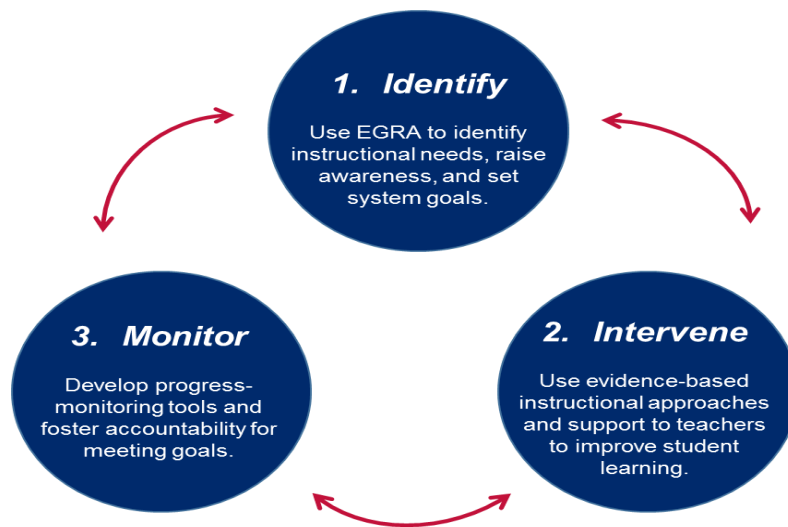 1. Identify
Use EGRA to identify
instructional needs, raise
awareness, and set
system goals.
2. Intervene
Use evidence-based
instructional approaches
and support to teachers
to improve student
learning.
3. Monitor
Develop progress-
monitoring tools and
foster accountability for
meeting goals.